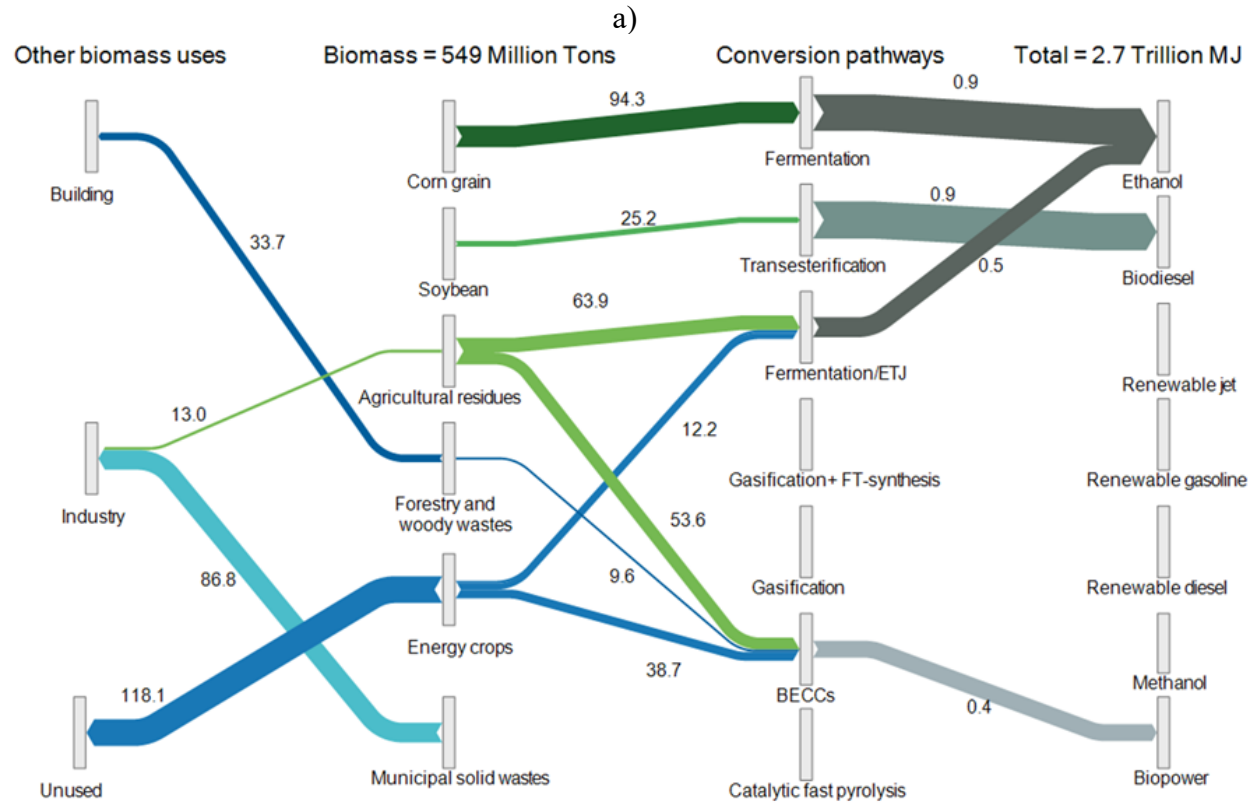 a)
Other biomass uses
Biomass = 549 Million Tons
Conversion pathways
Total = 2.7 Trillion MJ
94.3
0.9
Building
Corn grain
Fermentation
Ethanol
33.7
25.2
0.9
Soybean
Transesterification
0.5
Biodiesel
63.9
13.0
Agricultural residues
Fermentation/ETJ
Renewable jet
12.2
Industry
Forestry and
woody wastes
Gasification + FT-synthesis
Renewable gasoline
53.6
86.8
9.6
Gasification
Renewable diesel
Energy crops
38.7
118.1
BECCs
0.4
Methanol
Unused
Municipal solid wastes
Catalytic fast pyrolysis
Biopower